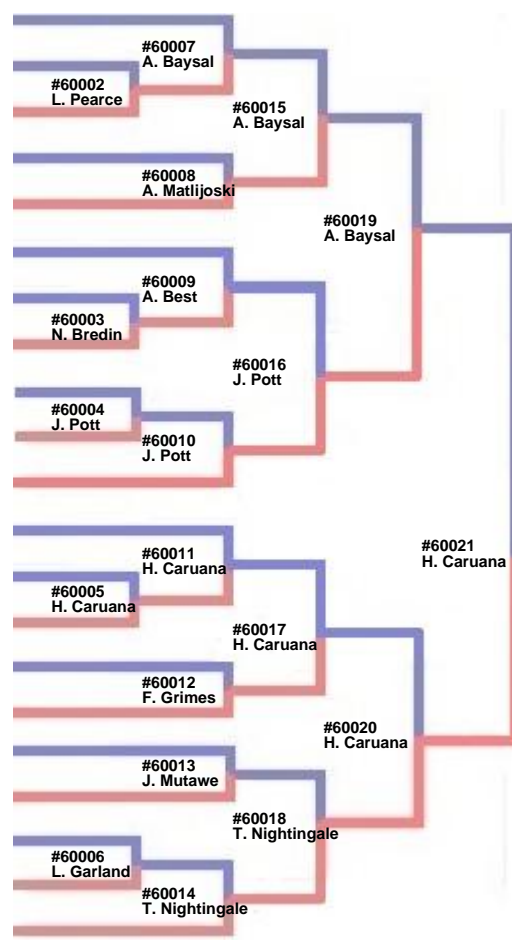 #60007
A. Baysal
#60002
L. Pearce
#60015
A. Baysal
#60008
A. Matlijoski
#60019
A. Baysal
#60009
A. Best
#60003
N. Bredin
#60016
J. Pott
#60004
J. Pott
#60010
J. Pott
#60011
H. Caruana
#60021
H. Caruana
#60005
H. Caruana
#60017
H. Caruana
#60012
F. Grimes
#60020
H. Caruana
#60013
J. Mutawe
#60018
T. Nightingale
#60006
L. Garland
#60014
T. Nightingale